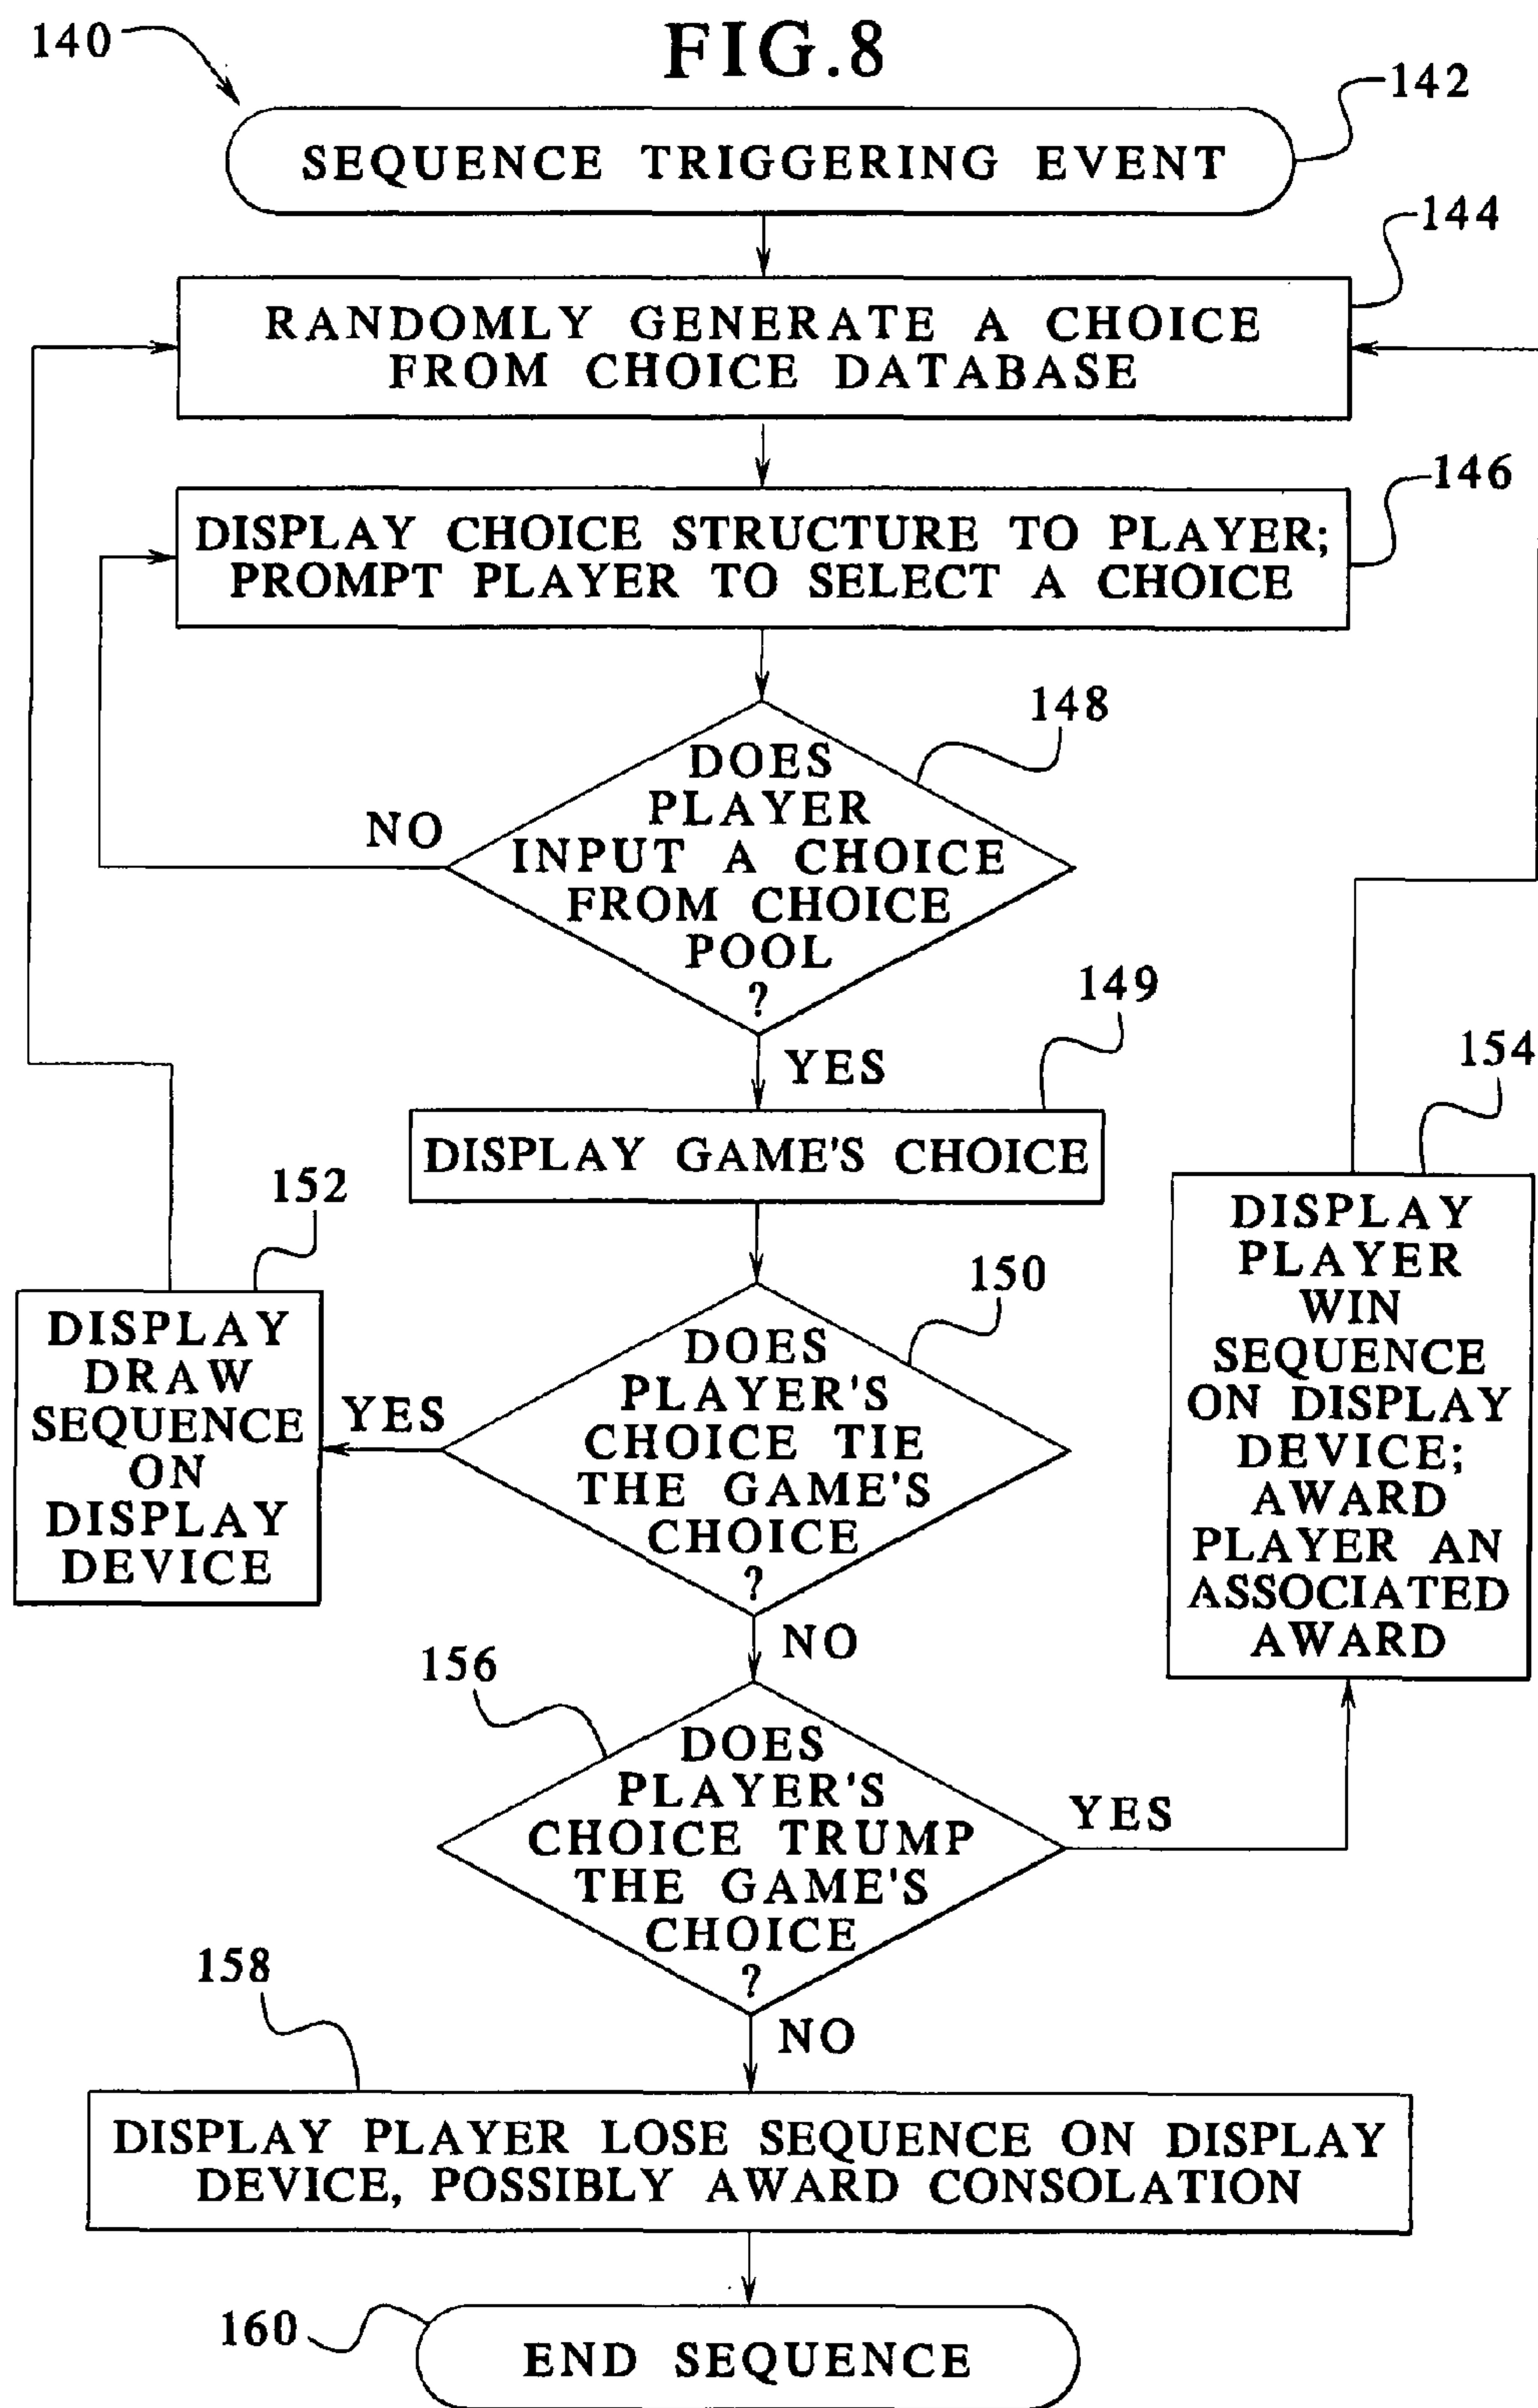 FIG.8
140
142
SEQUENCE TRIGGERING EVENT
144
RANDOMLY GENERATE A CHOICE
FROM CHOICE DATABASE
146
DISPLAY CHOICE STRUCTURE TO PLAYER;
PROMPT PLAYER TO SELECT A CHOICE
148
DOES
PLAYER
INPUT A CHOICE
FROM CHOICE
POOL
?
NO
YES
149
DISPLAY GAME'S CHOICE
150
DOES
PLAYER'S
CHOICE TIE
THE GAME'S
CHOICE
?
YES
152
DISPLAY
DRAW
SEQUENCE
ON
DISPLAY
DEVICE
154
DISPLAY
PLAYER
WIN
SEQUENCE
ON DISPLAY
DEVICE;
AWARD
PLAYER AN
ASSOCIATED
AWARD
NO
156
DOES
PLAYER'S
CHOICE TRUMP
THE GAME'S
CHOICE
?
YES
NO
158
DISPLAY PLAYER LOSE SEQUENCE ON DISPLAY
DEVICE, POSSIBLY AWARD CONSOLATION
160
END SEQUENCE